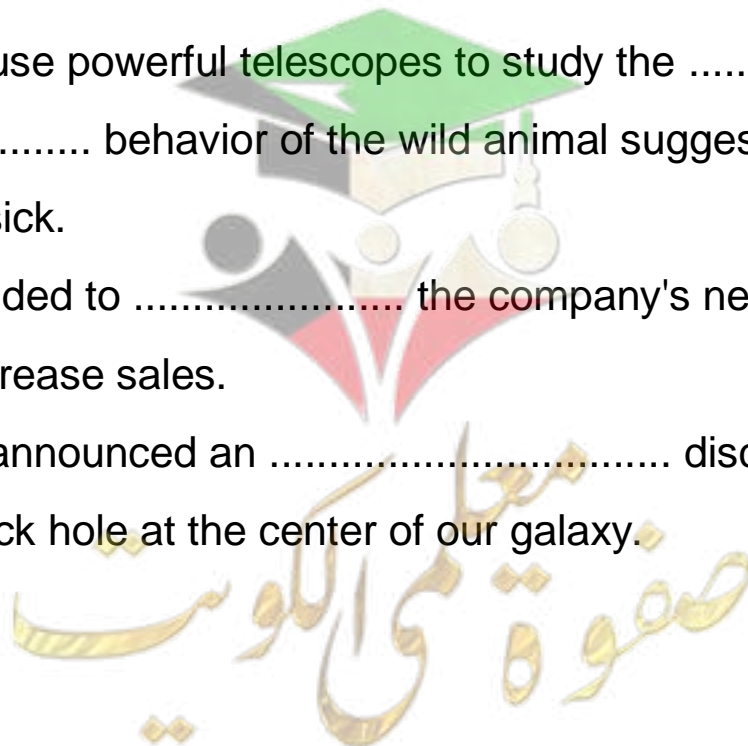 use powerful telescopes to study the ......
........ behavior of the wild animal sugges
sick.
ded to ....................... the company's ne
rease sales.
announced an .................................. disc
ck hole at the center of our galaxy.
صفوة معلمى الكويت